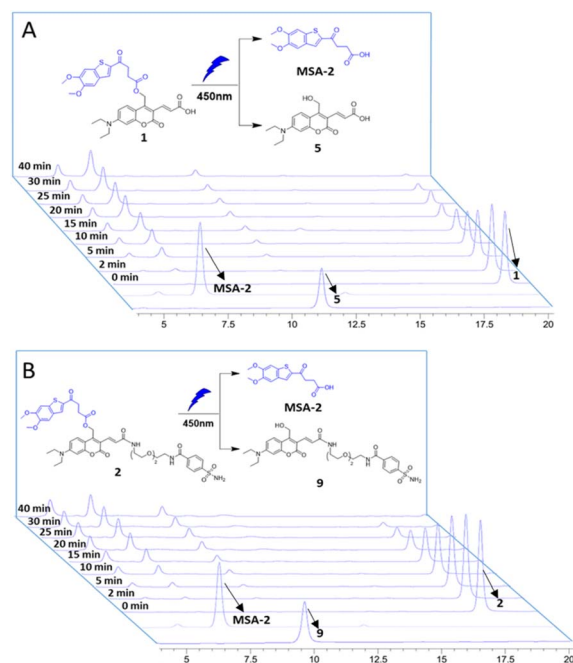 A
MSA-2
450nm
1
5
40 min
30 min
25 min
20 min
15 min
10 min
5 min
2 min
0 min
MSA-2
5
1
5
7.5
10
12.5
15
17.5
20
B
MSA-2
450nm
2
9
40 min
30 min
25 min
20 min
15 min
10 min
5 min
2 min
0 min
MSA-2
9
2
5
7.5
10
12.5
15
17.5
20